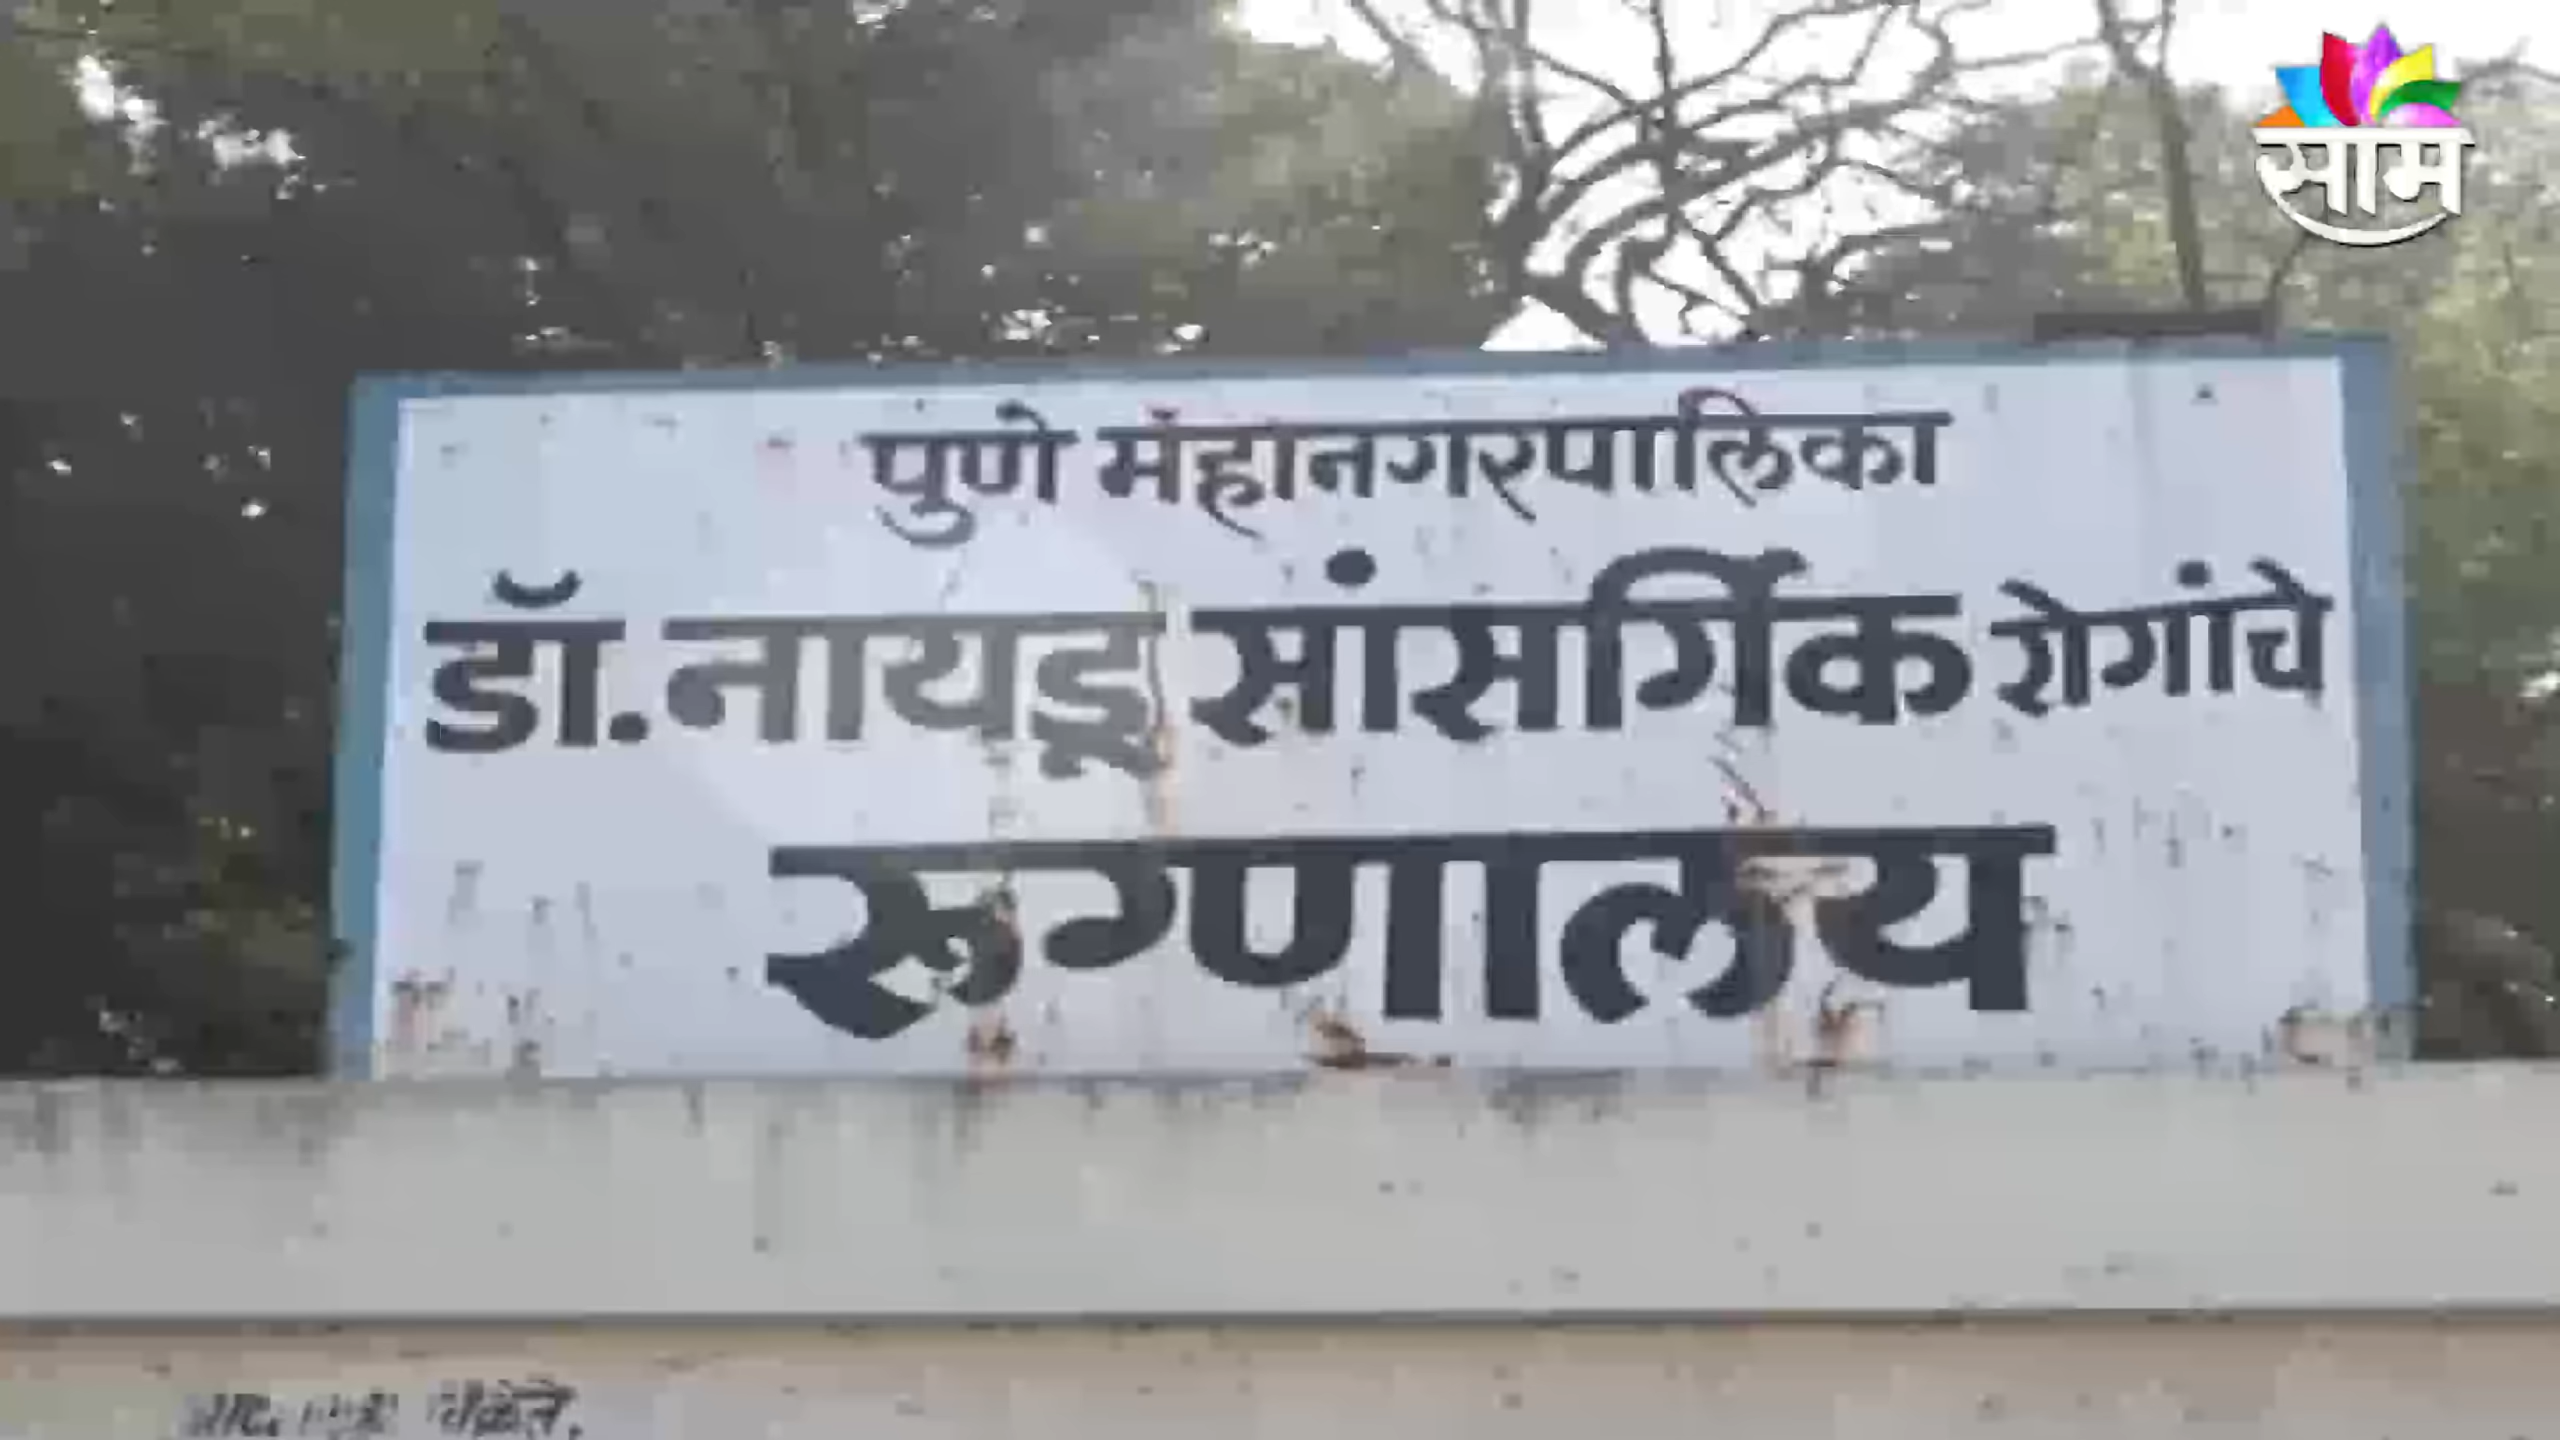 साम
पुणे महानगरपालिका
डॉ. नायडू सांसर्गिक रोगांचे
रुग्णालय